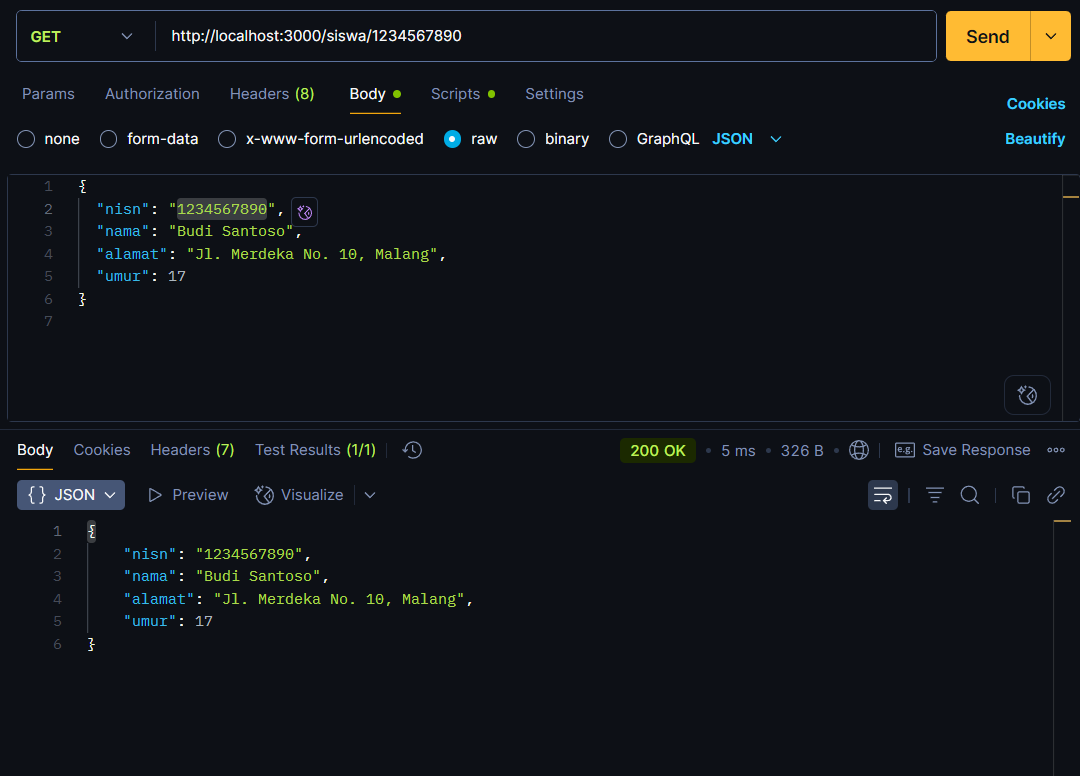 GET http://localhost:3000/siswa/1234567890 Send
Params Authorization Headers (8) Body Scripts Settings Cookies
none form-data x-www-form-urlencoded raw binary GraphQL JSON Beautify
1 {
2 "nisn": "1234567890",
3 "nama": "Budi Santoso",
4 "alamat": "Jl. Merdeka No. 10, Malang",
5 "umur": 17
6 }
7
Body Cookies Headers (7) Test Results (1/1) 200 OK • 5 ms • 326 B • e.g. Save Response
{} JSON Preview Visualize
1 {
2 "nisn": "1234567890",
3 "nama": "Budi Santoso",
4 "alamat": "Jl. Merdeka No. 10, Malang",
5 "umur": 17
6 }